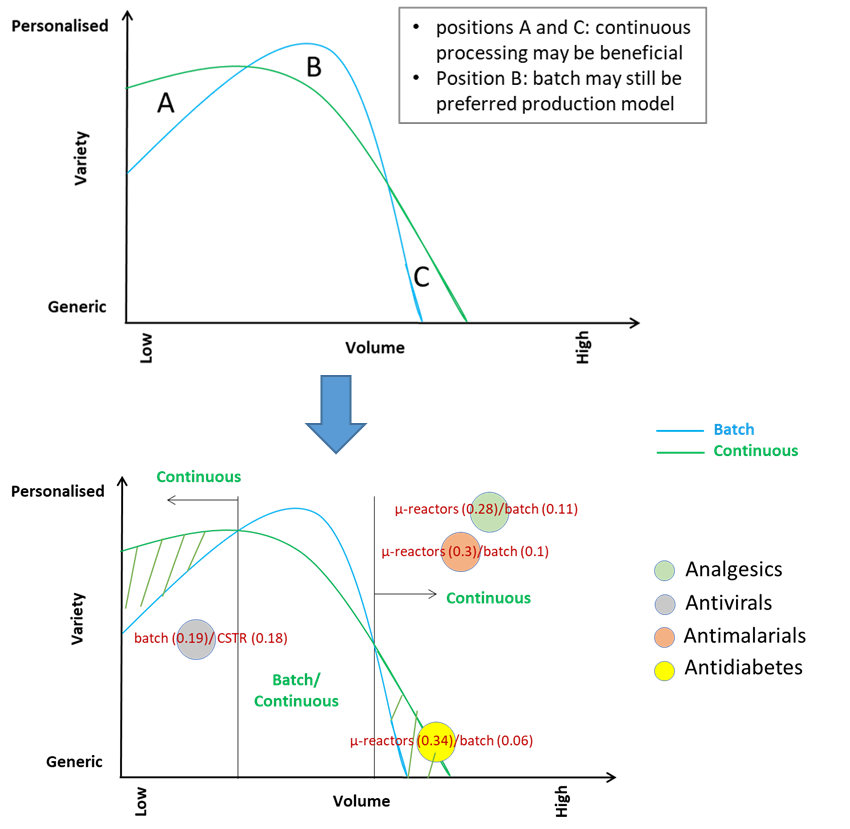 Personalised
• positions A and C: continuous
processing may be beneficial
• Position B: batch may still be
preferred production model
B
A
Variety
C
Generic
Low
Volume
High
Batch
Continuous
Continuous
Personalised
μ-reactors (0.28)/batch (0.11)
μ-reactors (0.3)/batch (0.1)
Analgesics
Continuous
Antivirals
Variety
batch (0.19)/ CSTR (0.18)
Antimalarials
Antidiabetes
Batch/
Continuous
μ-reactors (0.34)/batch (0.06)
Generic
Low
Volume
High